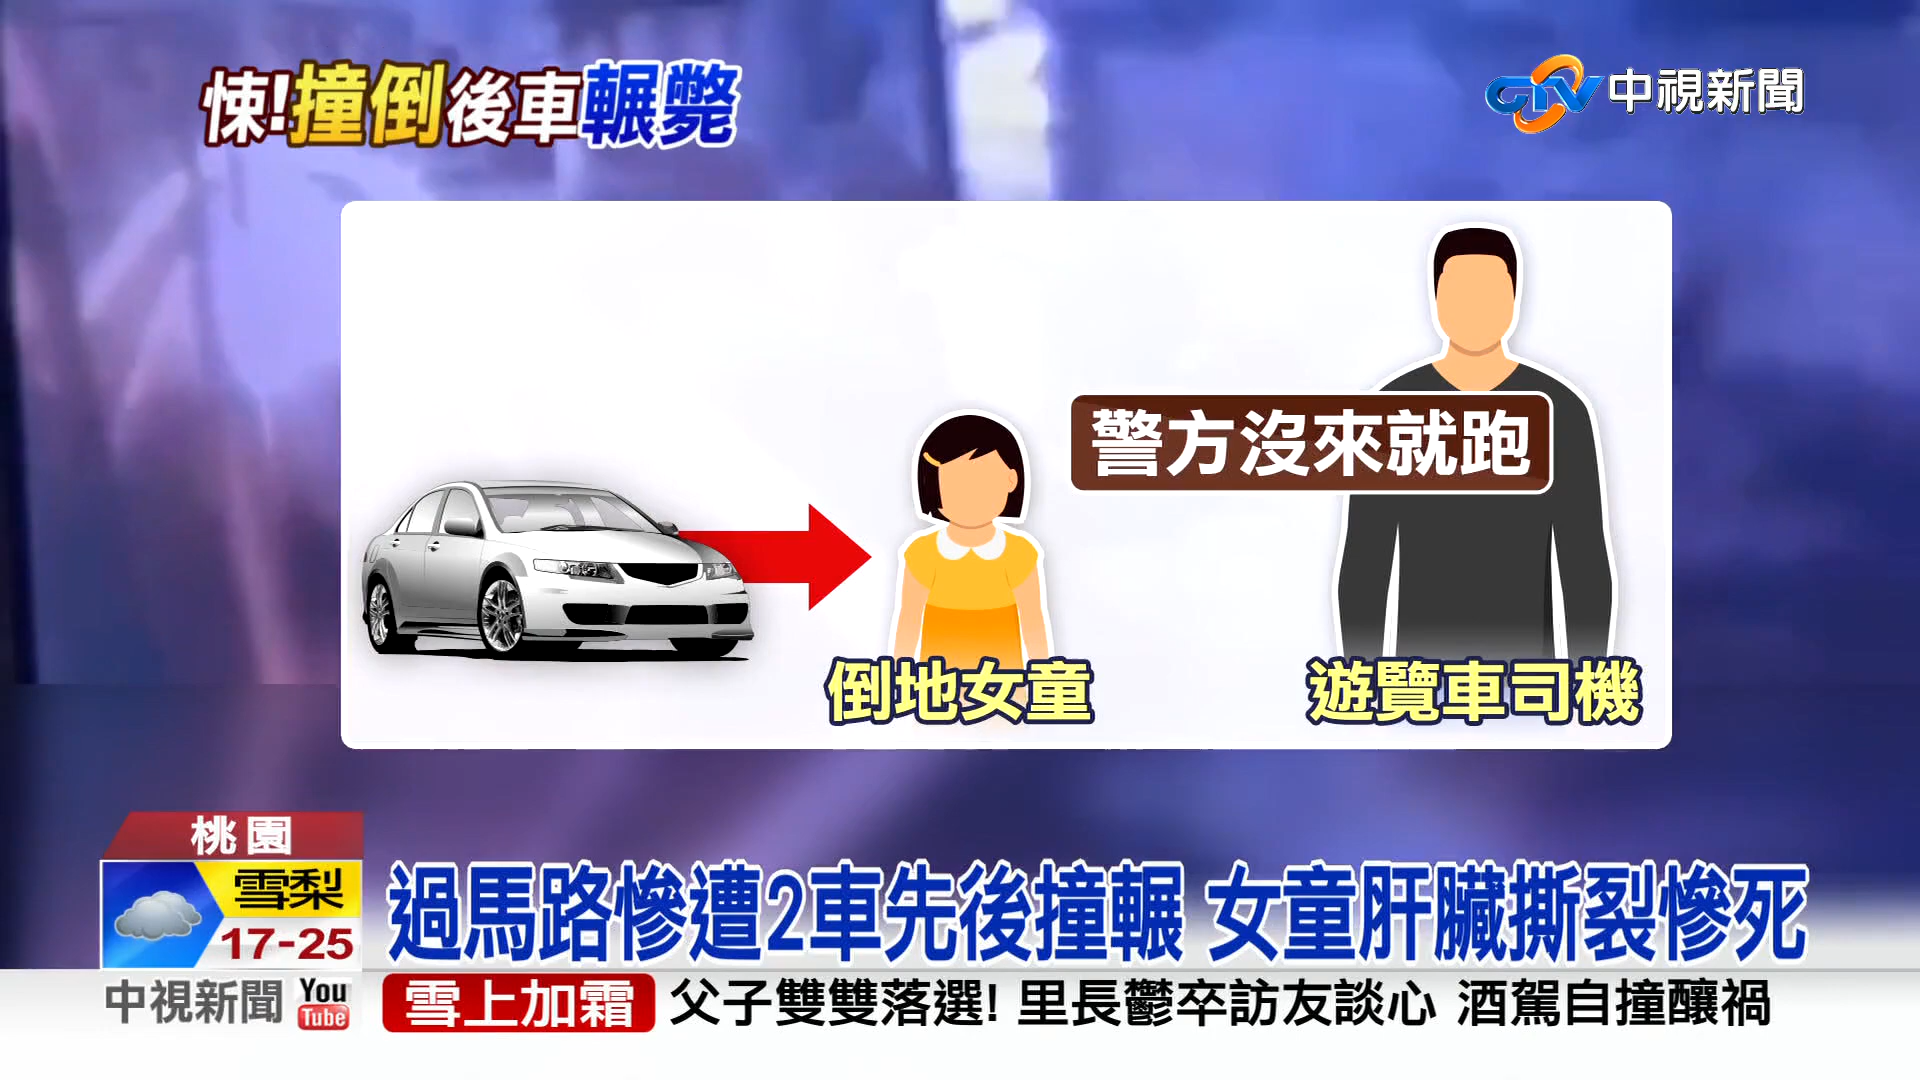 悚!撞倒後車輾斃
CTV 中視新聞
警方沒來就跑
倒地女童
遊覽車司機
桃園
雪梨
17-25
過馬路慘遭2車先後撞輾 女童肝臟撕裂慘死
中視新聞 You Tube
雪上加霜 父子雙雙落選! 里長鬱卒訪友談心 酒駕自撞釀禍